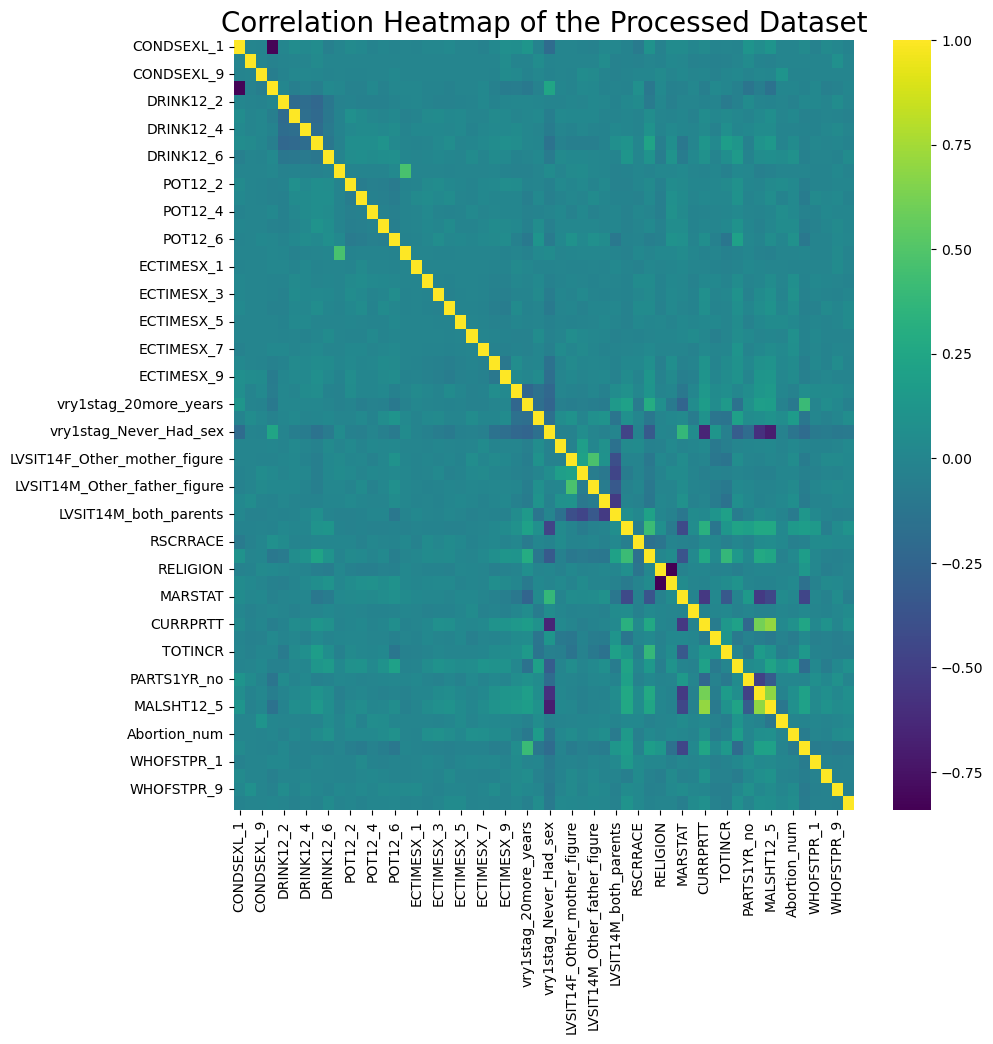 Correlation Heatmap of the Processed Dataset
CONDSEXL_1
CONDSEXL_9
DRINK12_2
DRINK12_4
DRINK12_6
POT12_2
POT12_4
POT12_6
ECTIMESX_1
ECTIMESX_3
ECTIMESX_5
ECTIMESX_7
ECTIMESX_9
vry1stag_20more_years
vry1stag_Never_Had_sex
LVSIT14F_Other_mother_figure
LVSIT14M_Other_father_figure
LVSIT14M_both_parents
RSCRRACE
RELIGION
MARSTAT
CURRPRTT
TOTINCR
PARTS1YR_no
MALSHT12_5
Abortion_num
WHOFSTPR_1
WHOFSTPR_9
CONDSEXL_1
CONDSEXL_9
DRINK12_2
DRINK12_4
DRINK12_6
POT12_2
POT12_4
POT12_6
ECTIMESX_1
ECTIMESX_3
ECTIMESX_5
ECTIMESX_7
ECTIMESX_9
vry1stag_20more_years
vry1stag_Never_Had_sex
LVSIT14F_Other_mother_figure
LVSIT14M_Other_father_figure
LVSIT14M_both_parents
RSCRRACE
RELIGION
MARSTAT
CURRPRTT
TOTINCR
PARTS1YR_no
MALSHT12_5
Abortion_num
WHOFSTPR_1
WHOFSTPR_9
1.00
0.75
0.50
0.25
0.00
−0.25
−0.50
−0.75